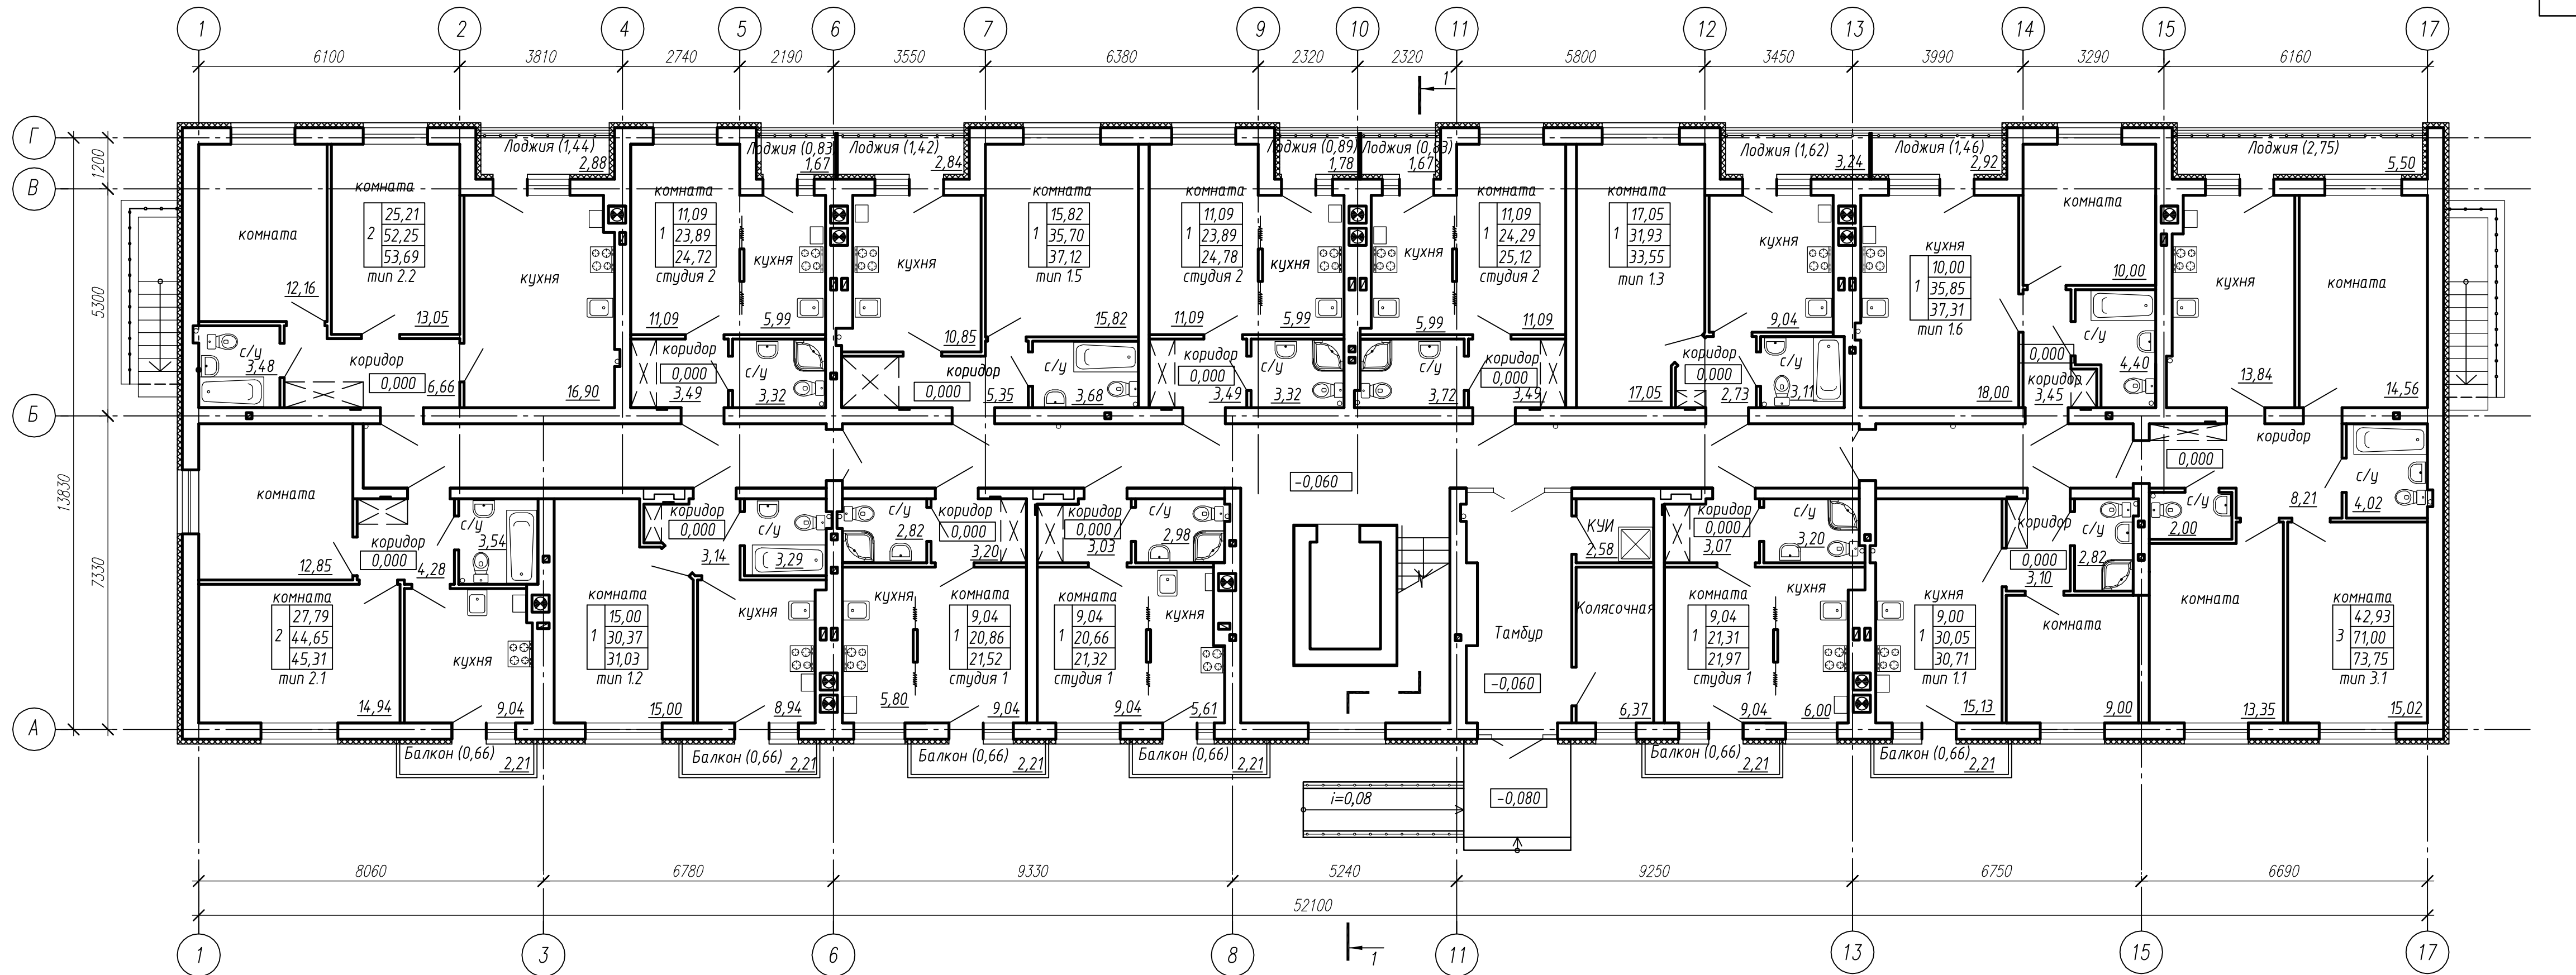 1 2 4 5 6 7 9 10 11 12 13 14 15 17
6100 3810 2740 2190 3550 6380 2320 2320 5800 3450 3990 3290 6160
1
Г
В
Б
А
1200
5300
7330
13830
Лоджия (1,44)
2,88
Лоджия (0,83)
1,67
Лоджия (1,42)
2,84
Лоджия (0,89)
1,78
Лоджия (0,83)
1,67
Лоджия (1,62)
3,24
Лоджия (1,46)
2,92
Лоджия (2,75)
5,50
комната
12,16
комната
2 25,21
52,25
53,69
тип 2.2
13,05
с/у
3,48
коридор
0,000
6,66
кухня
16,90
комната
1 11,09
23,89
24,72
студия 2
11,09
кухня
5,99
коридор
0,000
3,49
с/у
3,32
кухня
10,85
комната
1 15,82
35,70
37,12
тип 1.5
15,82
коридор
0,000
5,35
с/у
3,68
комната
1 11,09
23,89
24,78
студия 2
11,09
кухня
5,99
коридор
0,000
3,49
с/у
3,32
кухня
5,99
комната
1 11,09
24,29
25,12
студия 2
11,09
с/у
3,72
коридор
0,000
3,49
комната
1 17,05
31,93
33,55
тип 1.3
17,05
кухня
9,04
коридор
0,000
2,73
с/у
3,11
кухня
1 10,00
35,85
37,31
тип 1.6
18,00
комната
10,00
0,000
коридор
3,45
с/у
4,40
кухня
13,84
комната
14,56
коридор
0,000
8,21
с/у
4,02
с/у
2,00
комната
12,85
коридор
0,000
4,28
с/у
3,54
комната
2 27,79
44,65
45,31
тип 2.1
14,94
кухня
9,04
коридор
0,000
3,14
с/у
3,29
комната
1 15,00
30,37
31,03
тип 1.2
15,00
кухня
8,94
с/у
2,82
коридор
0,000
3,20
кухня
5,80
комната
1 9,04
20,86
21,52
студия 1
9,04
коридор
0,000
3,03
с/у
2,98
комната
1 9,04
20,66
21,32
студия 1
9,04
кухня
5,61
-0,060
Тамбур
-0,060
КУИ
2,58
Колясочная
6,37
коридор
0,000
3,07
с/у
3,20
комната
1 9,04
21,31
21,97
студия 1
9,04
кухня
6,00
кухня
1 9,00
30,05
30,71
тип 1.1
15,13
коридор
0,000
3,10
с/у
2,82
комната
9,00
комната
13,35
комната
3 42,93
71,00
73,75
тип 3.1
15,02
Балкон (0,66)
2,21
Балкон (0,66)
2,21
Балкон (0,66)
2,21
Балкон (0,66)
2,21
Балкон (0,66)
2,21
Балкон (0,66)
2,21
i=0,08
-0,080
8060 6780 9330 5240 9250 6750 6690
52100
1
1 3 6 8 11 13 15 17